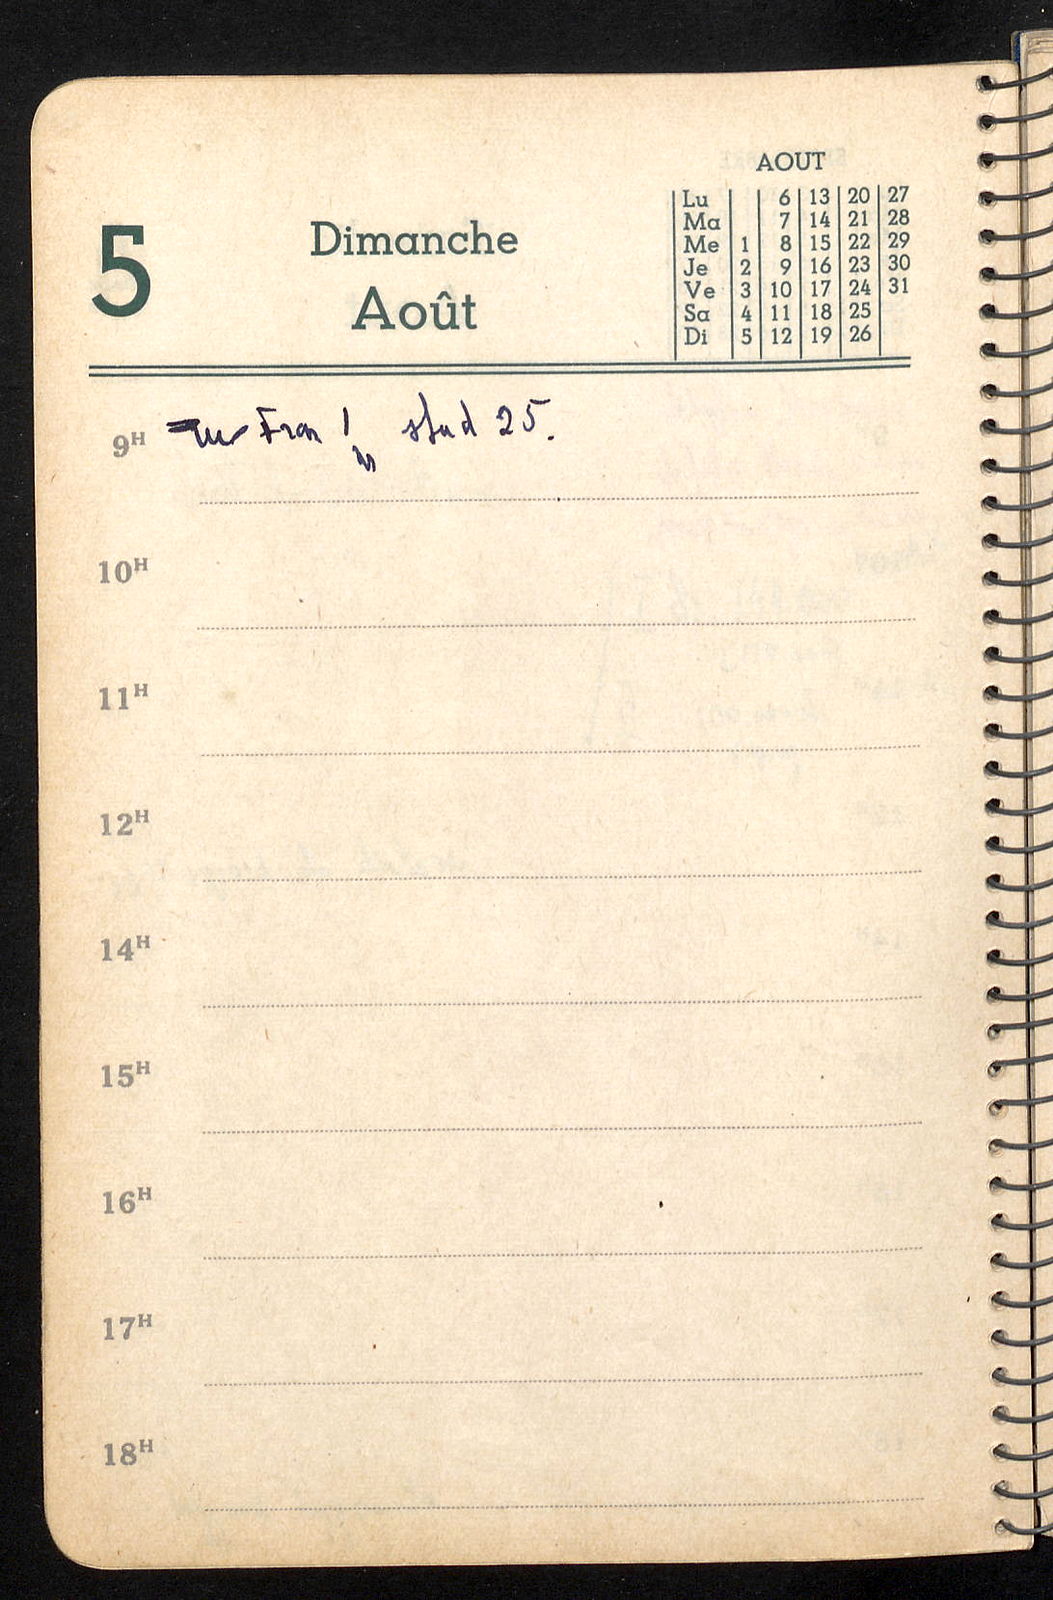 AOUT
Lu 6 13 20 27
Ma 7 14 21 28
Me 1 8 15 22 29
Je 2 9 16 23 30
Ve 3 10 17 24 31
Sa 4 11 18 25
Di 5 12 19 26
5
Dimanche
Août
9H stud 25.
10H
11H
12H
14H
15H
16H
17H
18H